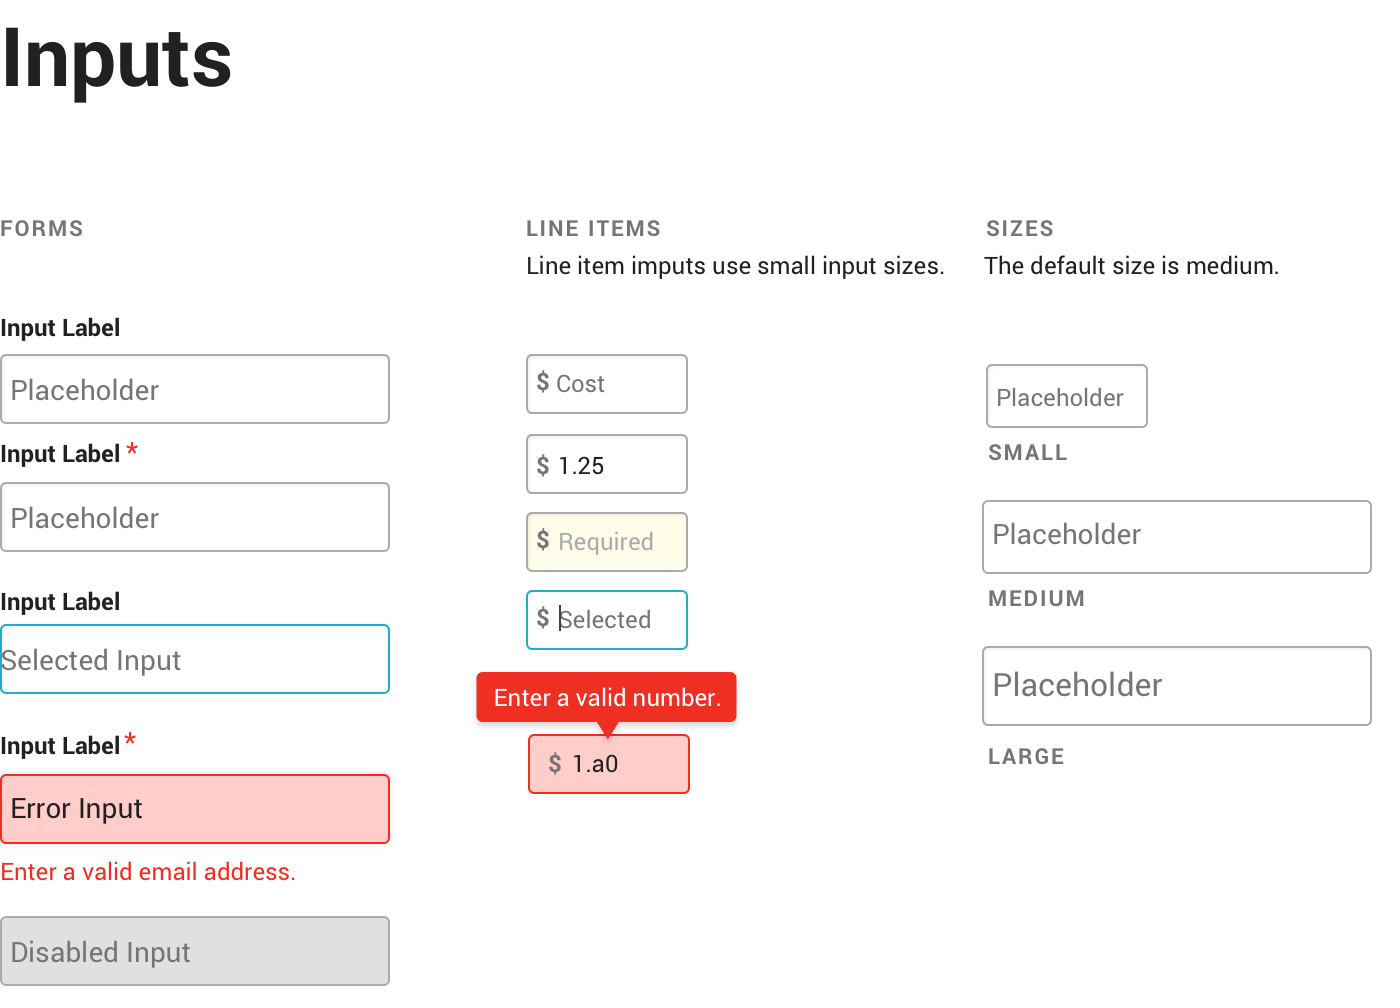 Inputs
FORMS
Input Label
Placeholder
Input Label *
Placeholder
Input Label
Selected Input
Input Label *
Error Input
Enter a valid email address.
Disabled Input
LINE ITEMS
Line item imputs use small input sizes.
$ Cost
$ 1.25
$ Required
$ Selected
Enter a valid number.
$ 1.a0
SIZES
The default size is medium.
Placeholder
SMALL
Placeholder
MEDIUM
Placeholder
LARGE